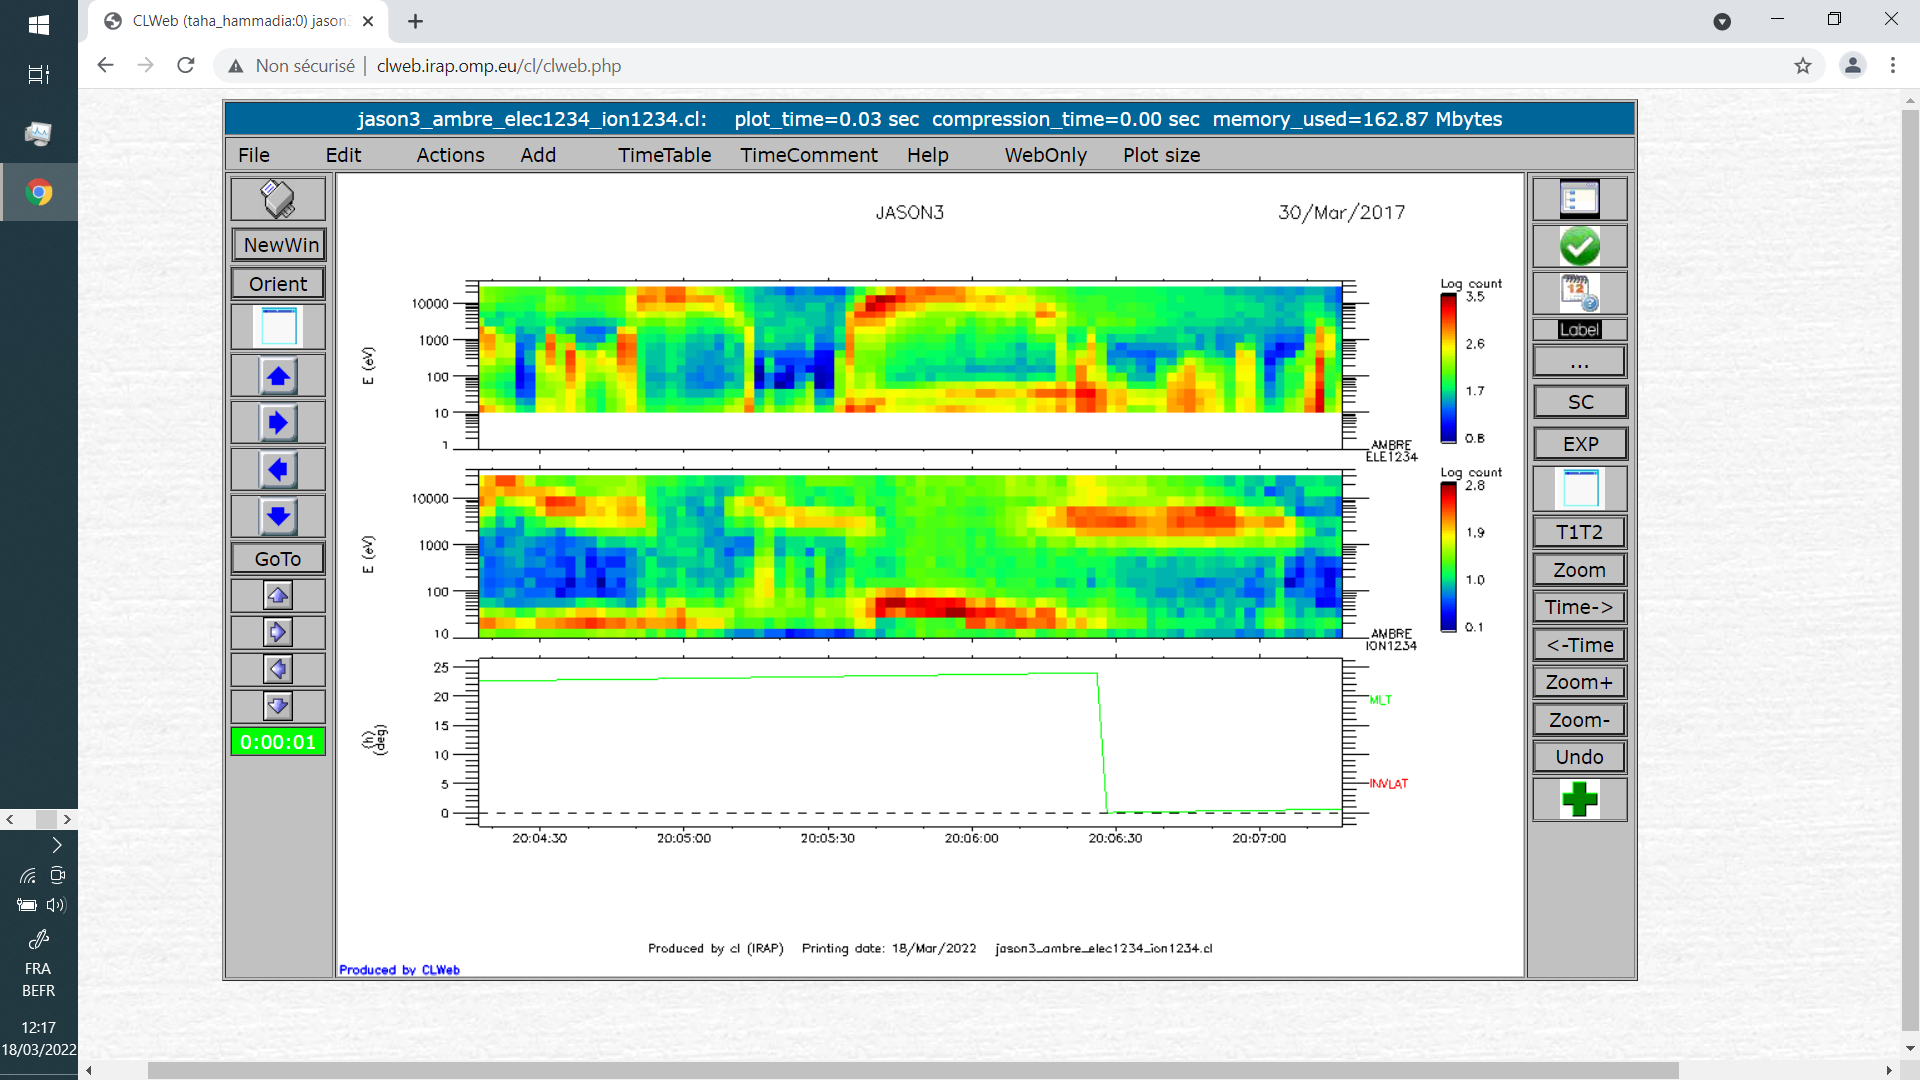 CLWeb (taha_hammadia:0) jason3
Non sécurisé | clweb.irap.omp.eu/cl/clweb.php
jason3_ambre_elec1234_ion1234.cl: plot_time=0.03 sec compression_time=0.00 sec memory_used=162.87 Mbytes
File Edit Actions Add TimeTable TimeComment Help WebOnly Plot size
NewWin
Orient
GoTo
0:00:01
JASON3 30/Mar/2017
E (eV)
10000
1000
100
10
1
Log count
3.5
2.6
1.7
0.8
AMBRE
ELE1234
E (eV)
10000
1000
100
10
Log count
2.8
1.9
1.0
0.1
AMBRE
ION1234
(h)
(deg)
25
20
15
10
5
0
MLT
INVLAT
20:04:30 20:05:00 20:05:30 20:06:00 20:06:30 20:07:00
Produced by cl (IRAP) Printing date: 18/Mar/2022 jason3_ambre_elec1234_ion1234.cl
Produced by CLWeb
12
Label
...
SC
EXP
T1T2
Zoom
Time->
<-Time
Zoom+
Zoom-
Undo
FRA
BEFR
12:17
18/03/2022